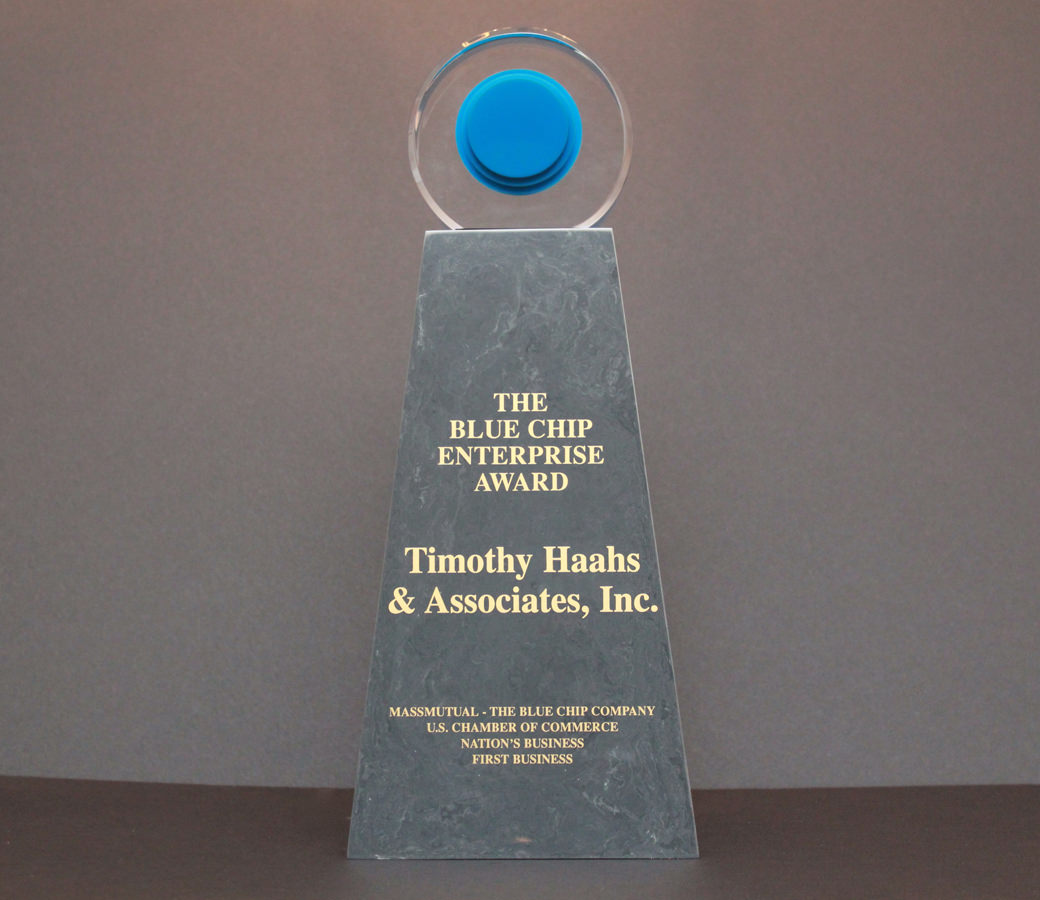 THE
BLUE CHIP
ENTERPRISE
AWARD
Timothy Haahs
& Associates, Inc.
MASSMUTUAL - THE BLUE CHIP COMPANY
U.S. CHAMBER OF COMMERCE
NATION'S BUSINESS
FIRST BUSINESS